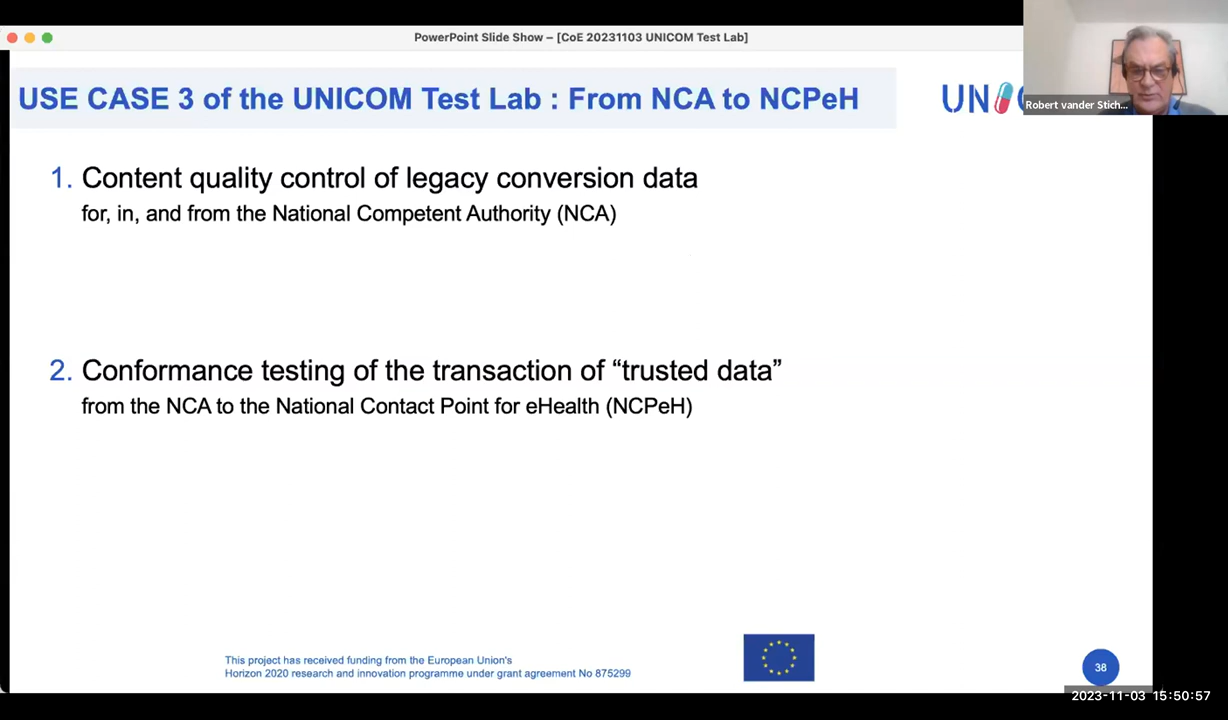 PowerPoint Slide Show – [CoE 20231103 UNICOM Test Lab]
USE CASE 3 of the UNICOM Test Lab : From NCA to NCPeH
UNIC
Robert vander Stich...
1. Content quality control of legacy conversion data
for, in, and from the National Competent Authority (NCA)
2. Conformance testing of the transaction of “trusted data”
from the NCA to the National Contact Point for eHealth (NCPeH)
This project has received funding from the European Union's
Horizon 2020 research and innovation programme under grant agreement No 875299
38
2023-11-03 15:50:57